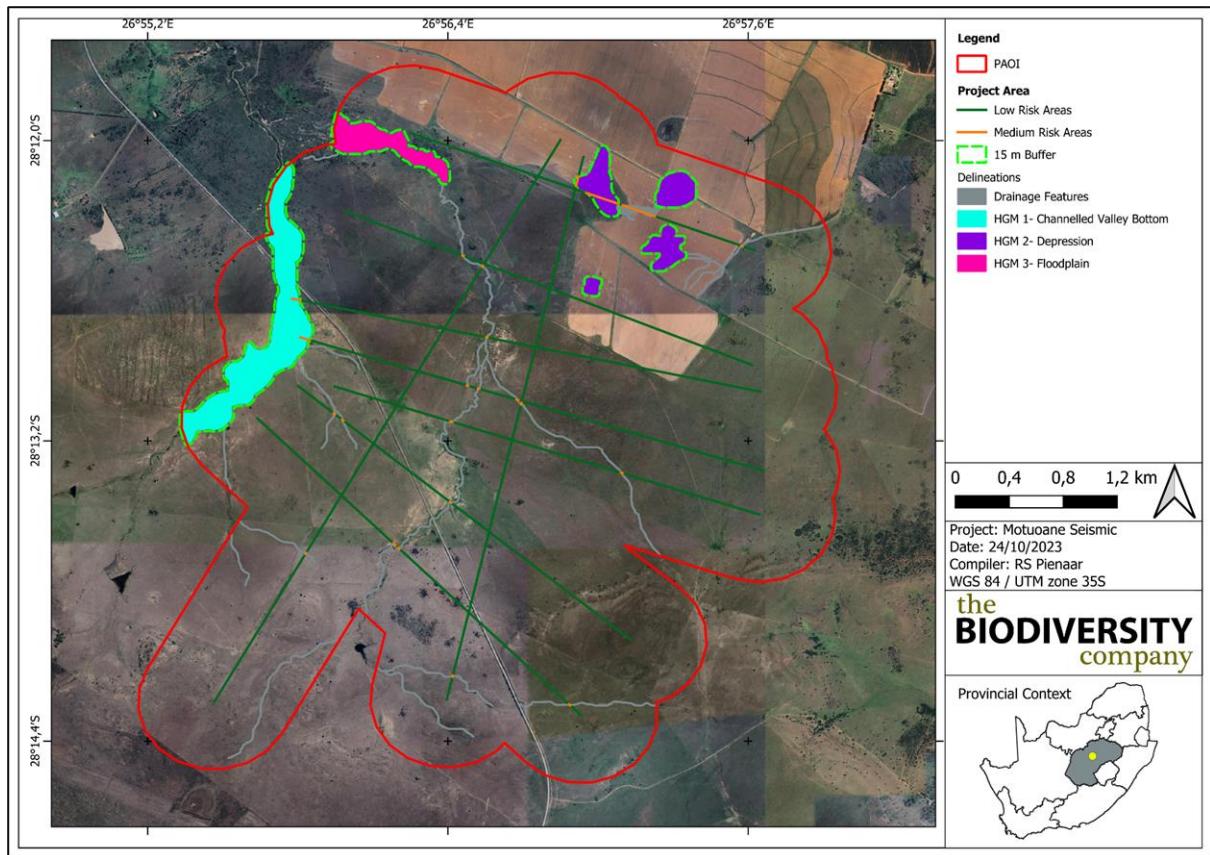 26°55,2'E
26°56,4'E
26°57,6'E
28°12,0'S
28°13,2'S
28°14,4'S
Legend
PAOI
Project Area
Low Risk Areas
Medium Risk Areas
15 m Buffer
Delineations
Drainage Features
HGM 1- Channelled Valley Bottom
HGM 2- Depression
HGM 3- Floodplain
0 0,4 0,8 1,2 km
Project: Motuoane Seismic
Date: 24/10/2023
Compiler: RS Pienaar
WGS 84 / UTM zone 35S
the
BIODIVERSITY
company
Provincial Context